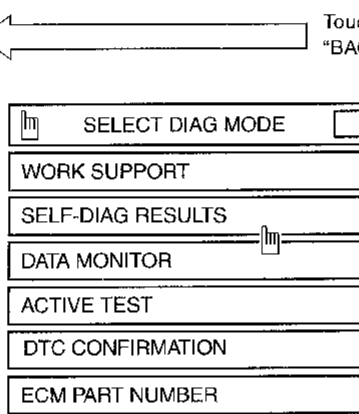 SELECT DIAG MODE
WORK SUPPORT
SELF-DIAG RESULTS
DATA MONITOR
ACTIVE TEST
DTC CONFIRMATION
ECM PART NUMBER